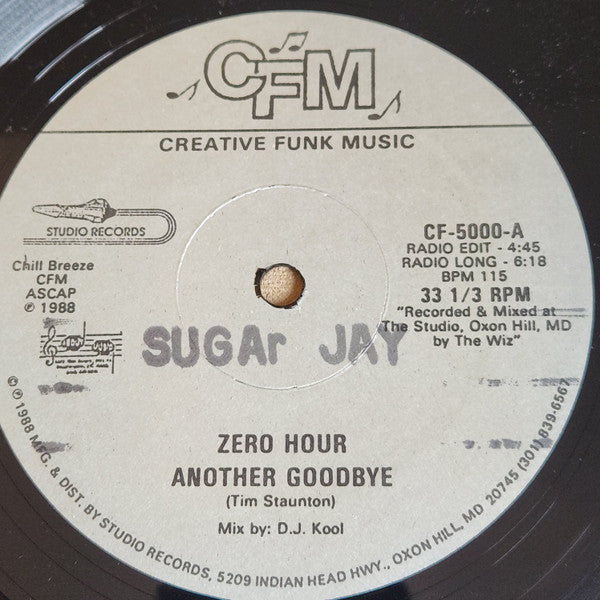 CFM
CREATIVE FUNK MUSIC
STUDIO RECORDS
Chill Breeze
CFM
ASCAP
℗ 1988
CF-5000-A
RADIO EDIT - 4:45
RADIO LONG - 6:18
BPM 115
33 1/3 RPM
"Recorded & Mixed at
The Studio, Oxon Hill, MD
by The Wiz"
SUGAr JAY
ZERO HOUR
ANOTHER GOODBYE
(Tim Staunton)
Mix by: D.J. Kool
©℗ 1988 MFG. & DIST. BY STUDIO RECORDS, 5209 INDIAN HEAD HWY., OXON HILL, MD 20745 (301) 839-6567